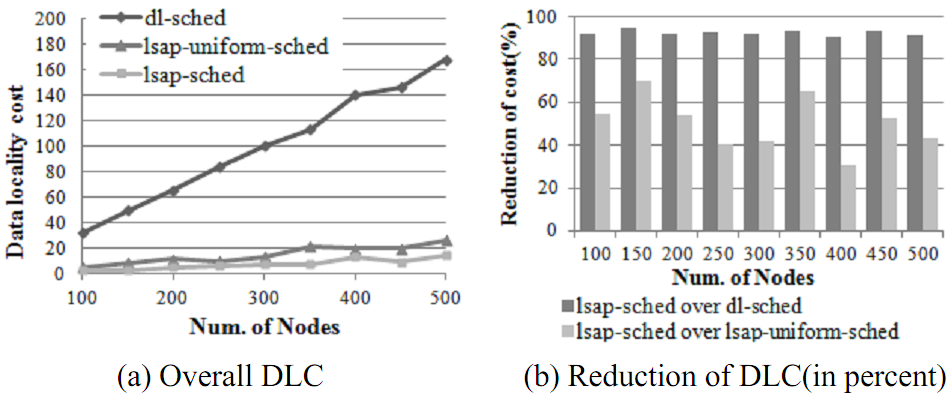 200
180
160
140
120
100
80
60
40
20
0
Data locality cost
dl-sched
lsap-uniform-sched
lsap-sched
100 200 300 400 500
Num. of Nodes
(a) Overall DLC
100
80
60
40
20
0
Reduction of cost(%)
100 150 200 250 300 350 400 450 500
Num. of Nodes
lsap-sched over dl-sched
lsap-sched over lsap-uniform-sched
(b) Reduction of DLC(in percent)